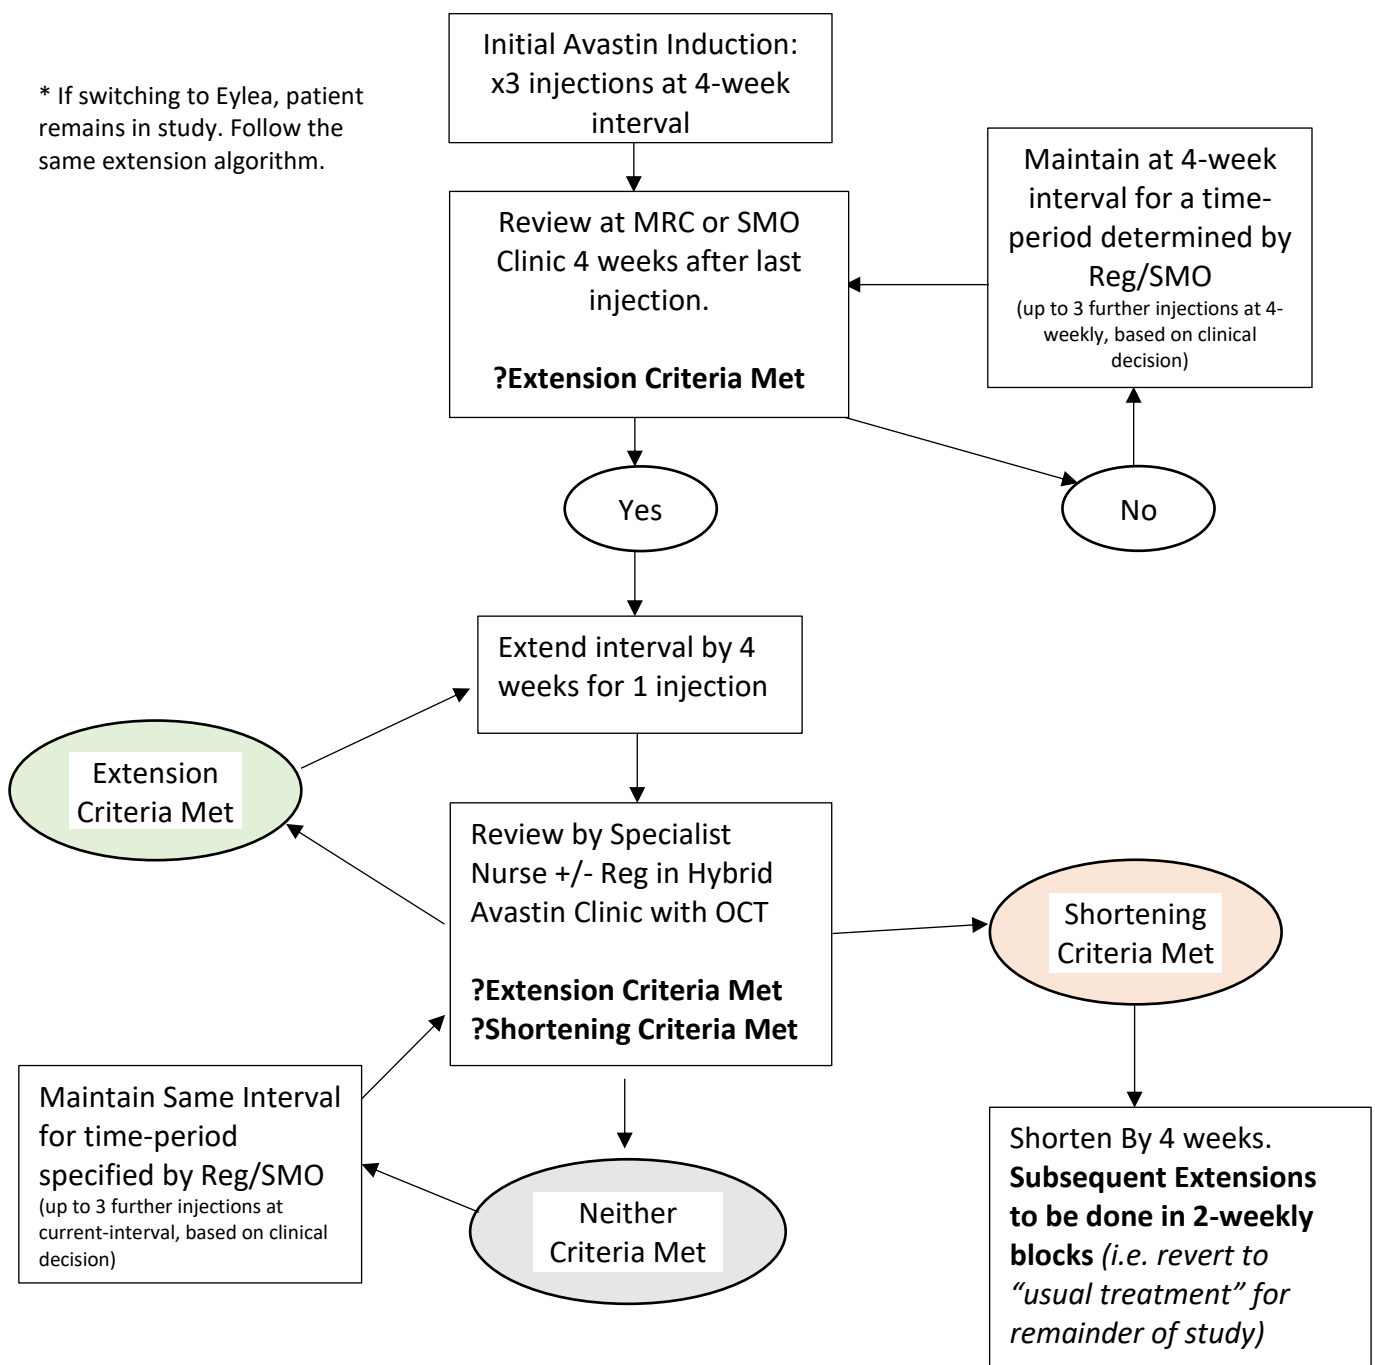 Initial Avastin Induction:
x3 injections at 4-week
interval
* If switching to Eylea, patient
remains in study. Follow the
same extension algorithm.
Maintain at 4-week
interval for a time-
period determined by
Reg/SMO
(up to 3 further injections at 4-
weekly, based on clinical
decision)
Review at MRC or SMO
Clinic 4 weeks after last
injection.
?Extension Criteria Met
Yes
No
Extend interval by 4
weeks for 1 injection
Extension
Criteria Met
Review by Specialist
Nurse +/- Reg in Hybrid
Avastin Clinic with OCT
?Extension Criteria Met
?Shortening Criteria Met
Shortening
Criteria Met
Maintain Same Interval
for time-period
specified by Reg/SMO
(up to 3 further injections at
current-interval, based on clinical
decision)
Neither
Criteria Met
Shorten By 4 weeks.
Subsequent Extensions
to be done in 2-weekly
blocks (i.e. revert to
“usual treatment” for
remainder of study)